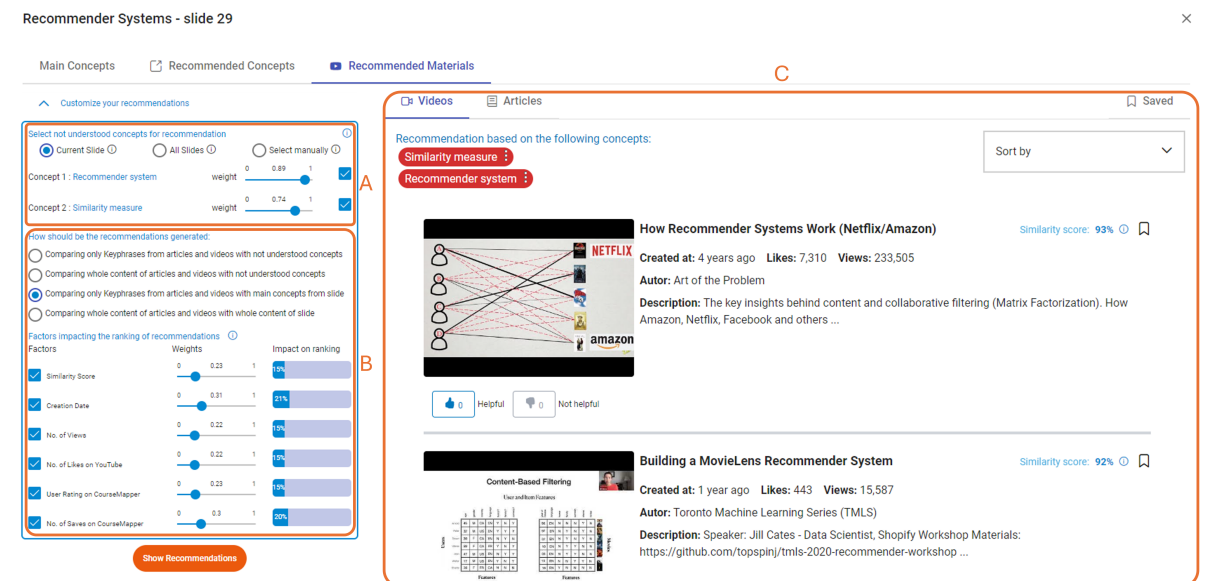 Recommender Systems - slide 29
Main Concepts
Recommended Concepts
Recommended Materials
Customize your recommendations
A
Select not understood concepts for recommendation
Current Slide
All Slides
Select manually
Concept 1 : Recommender system weight 0 0.89 1
Concept 2 : Similarity measure weight 0 0.74 1
B
How should be the recommendations generated:
Comparing only Keyphrases from articles and videos with not understood concepts
Comparing whole content of articles and videos with not understood concepts
Comparing only Keyphrases from articles and videos with main concepts from slide
Comparing whole content of articles and videos with whole content of slide
Factors impacting the ranking of recommendations
Factors Weights Impact on ranking
Similarity Score 0 0.23 1 15%
Creation Date 0 0.31 1 21%
No. of Views 0 0.22 1 15%
No. of Likes on YouTube 0 0.22 1 15%
User Rating on CourseMapper 0 0.23 1 15%
No. of Saves on CourseMapper 0 0.3 1 20%
Show Recommendations
C
Videos
Articles
Saved
Recommendation based on the following concepts:
Similarity measure
Recommender system
Sort by
NETFLIX
amazon
How Recommender Systems Work (Netflix/Amazon)
Similarity score: 93%
Created at: 4 years ago Likes: 7,310 Views: 233,505
Autor: Art of the Problem
Description: The key insights behind content and collaborative filtering (Matrix Factorization). How
Amazon, Netflix, Facebook and others ...
0 Helpful
0 Not helpful
Content-Based Filtering
User and Item Features
Users
Movies
Features
Features
Building a MovieLens Recommender System
Similarity score: 92%
Created at: 1 year ago Likes: 443 Views: 15,587
Autor: Toronto Machine Learning Series (TMLS)
Description: Speaker: Jill Cates - Data Scientist, Shopify Workshop Materials:
https://github.com/topspinj/tmls-2020-recommender-workshop ...